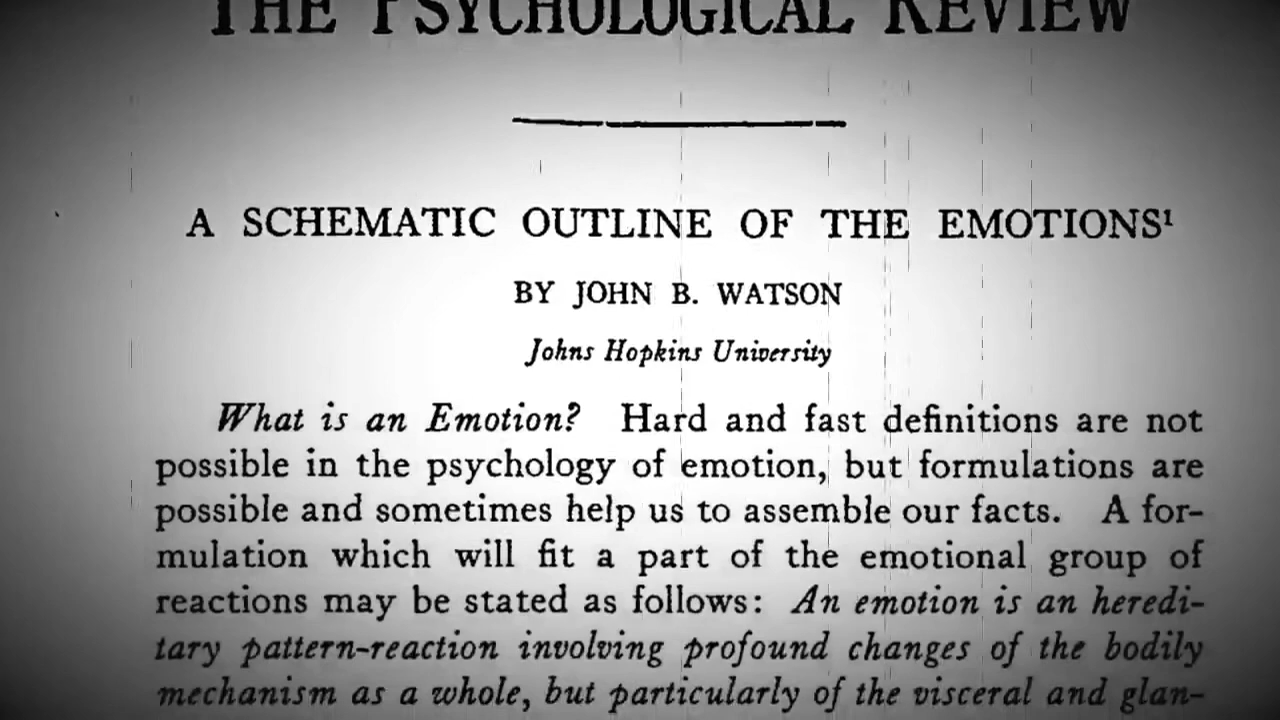 THE PSYCHOLOGICAL REVIEW
A SCHEMATIC OUTLINE OF THE EMOTIONS¹
BY JOHN B. WATSON
Johns Hopkins University
What is an Emotion? Hard and fast definitions are not
possible in the psychology of emotion, but formulations are
possible and sometimes help us to assemble our facts. A for-
mulation which will fit a part of the emotional group of
reactions may be stated as follows: An emotion is an heredi-
tary pattern-reaction involving profound changes of the bodily
mechanism as a whole, but particularly of the visceral and glan-